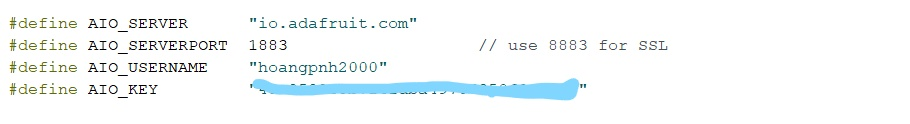 #define AIO_SERVER "io.adafruit.com"
#define AIO_SERVERPORT 1883 // use 8883 for SSL
#define AIO_USERNAME "hoangpnh2000"
#define AIO_KEY